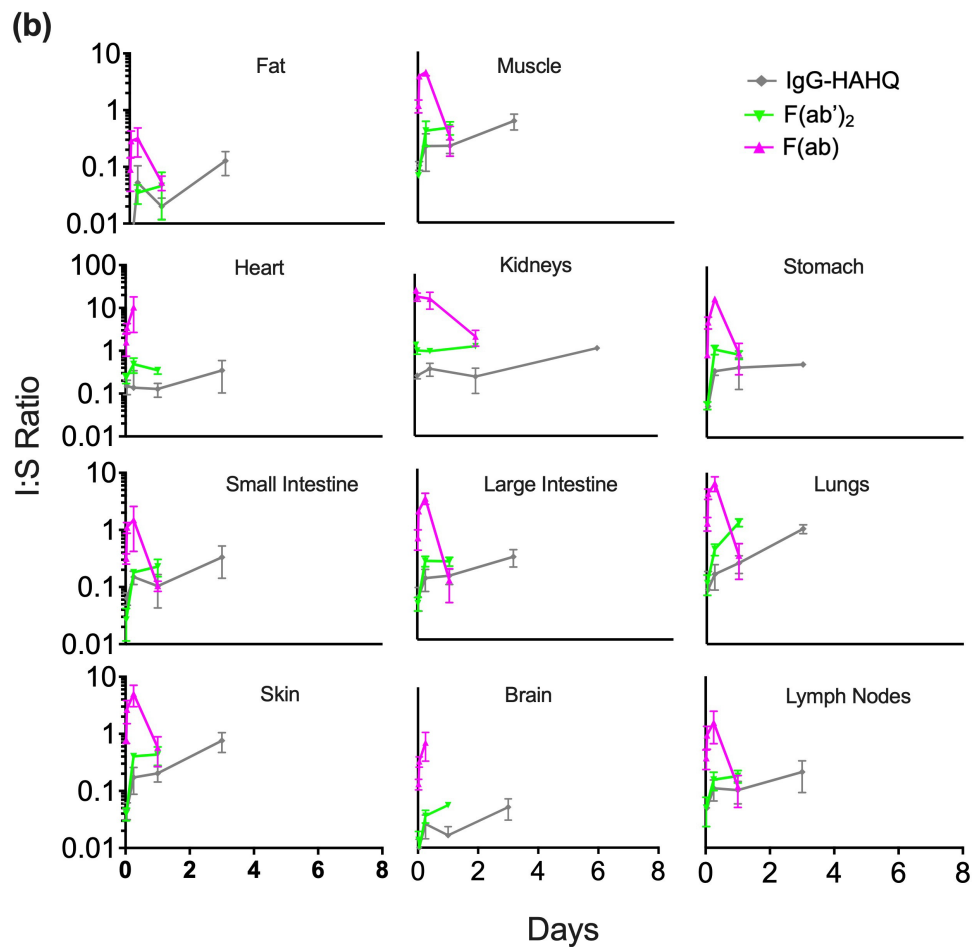 (b)
Fat
Muscle
IgG-HAHQ
F(ab')2
F(ab)
10
1
0.1
0.01
Heart
Kidneys
Stomach
100
10
1
0.1
0.01
I:S Ratio
Small Intestine
Large Intestine
Lungs
10
1
0.1
0.01
Skin
Brain
Lymph Nodes
10
1
0.1
0.01
0 2 4 6 8
0 2 4 6 8
0 2 4 6 8
Days